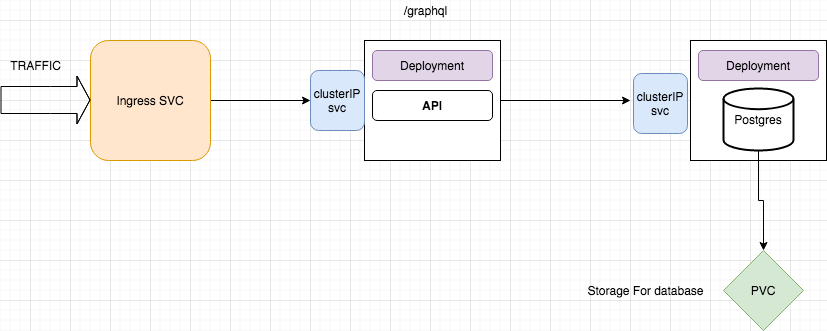 /graphql
TRAFFIC
Ingress SVC
clusterIP
svc
Deployment
API
clusterIP
svc
Deployment
Postgres
Storage For database
PVC